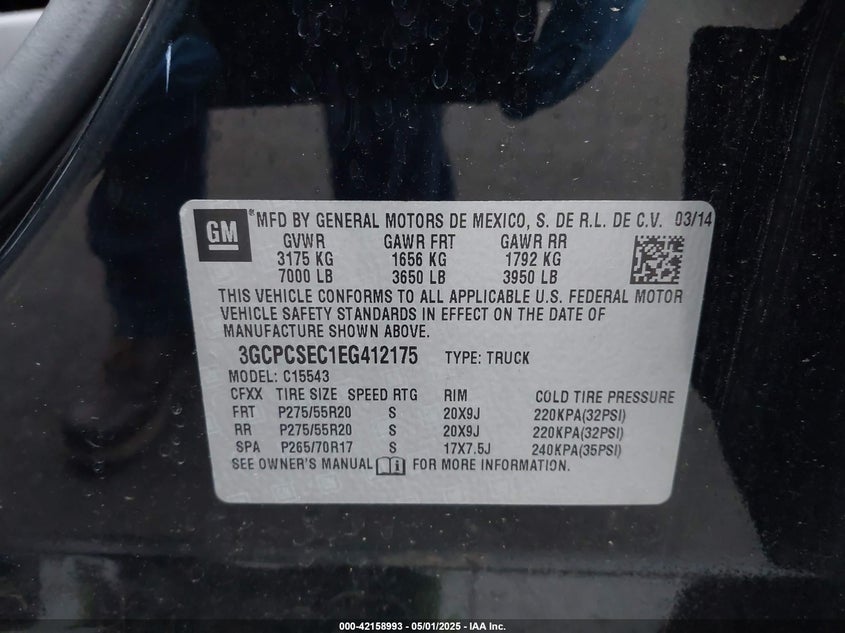 GM ® MFD BY GENERAL MOTORS DE MEXICO, S. DE R.L. DE C.V. 03/14
GVWR GAWR FRT GAWR RR
3175 KG 1656 KG 1792 KG
7000 LB 3650 LB 3950 LB
THIS VEHICLE CONFORMS TO ALL APPLICABLE U.S. FEDERAL MOTOR
VEHICLE SAFETY STANDARDS IN EFFECT ON THE DATE OF
MANUFACTURE SHOWN ABOVE.
3GCPCSEC1EG412175 TYPE: TRUCK
MODEL: C15543
CFXX TIRE SIZE SPEED RTG RIM COLD TIRE PRESSURE
FRT P275/55R20 S 20X9J 220KPA(32PSI)
RR P275/55R20 S 20X9J 220KPA(32PSI)
SPA P265/70R17 S 17X7.5J 240KPA(35PSI)
SEE OWNER'S MANUAL FOR MORE INFORMATION.
000-42158993 - 05/01/2025 - IAA Inc.